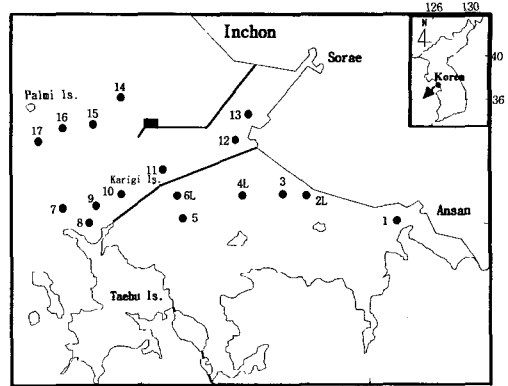 126 130
N
40
36
Korea
Inchon
Sorae
14
Palmi Is.
15
16
17
13
12
11
Karigi Is.
10
9
7
8
6L
5
4L
3
2L
1
Ansan
Taebu Is.